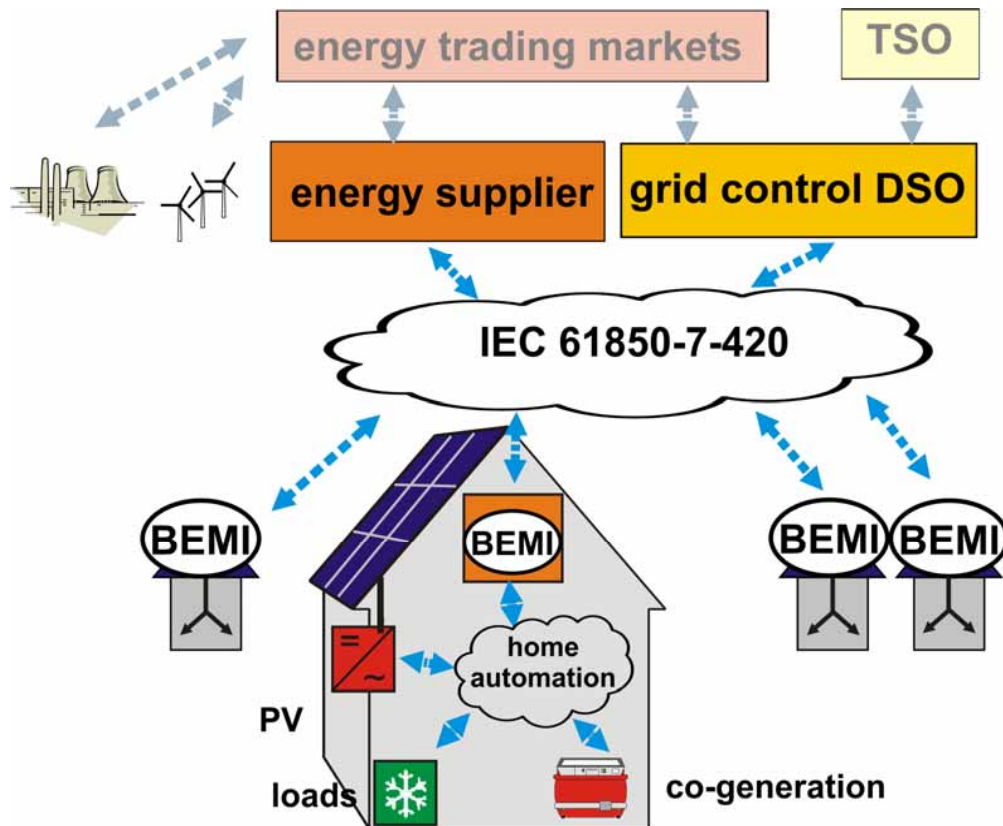 energy trading markets
TSO
energy supplier
grid control DSO
IEC 61850-7-420
BEMI
BEMI
BEMI
BEMI
=
~
home
automation
PV
loads
co-generation